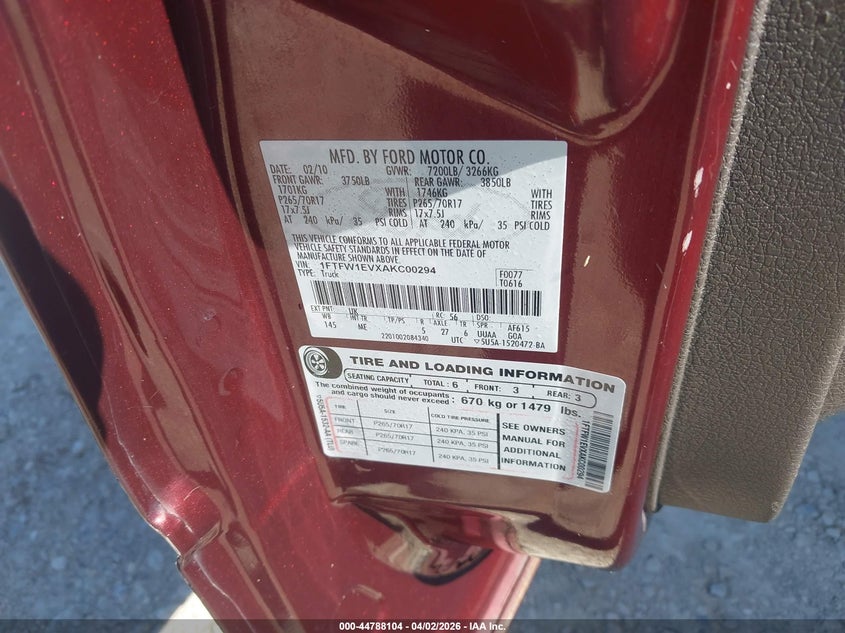 MFD. BY FORD MOTOR CO.
DATE: 02/10 GVWR: 7200LB/ 3266KG
FRONT GAWR: 3750LB REAR GAWR: 3850LB
1701KG WITH 1746KG WITH
P265/70R17 TIRES P265/70R17 TIRES
17x7.5J RIMS 17x7.5J RIMS
AT 240 kPa/ 35 PSI COLD AT 240 kPa/ 35 PSI COLD
THIS VEHICLE CONFORMS TO ALL APPLICABLE FEDERAL MOTOR
VEHICLE SAFETY STANDARDS IN EFFECT ON THE DATE OF
MANUFACTURE SHOWN ABOVE.
VIN: 1FTFW1EVXAKC00294 F0077
TYPE: Truck T0616
EXT PNT: UK RC: 56 DSO:
WB INT TR TP/PS R AXLE TR SPR AF615
145 ME 5 27 6 UUAA G0A
2201002084340 UTC 5U5A-1520472-BA
TIRE AND LOADING INFORMATION
SEATING CAPACITY TOTAL: 6 FRONT: 3 REAR: 3
The combined weight of occupants
and cargo should never exceed: 670 kg or 1479 lbs.
TIRE SIZE COLD TIRE PRESSURE
FRONT P265/70R17 240 KPA, 35 PSI
REAR P265/70R17 240 KPA, 35 PSI
SPARE P265/70R17 240 KPA, 35 PSI
SEE OWNERS
MANUAL FOR
ADDITIONAL
INFORMATION
1FTFW1EVXAKC00294
000-44788104 | 04/02/2026 | IAA Inc.